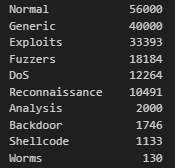 Normal 56000
Generic 40000
Exploits 33393
Fuzzers 18184
DoS 12264
Reconnaissance 10491
Analysis 2000
Backdoor 1746
Shellcode 1133
Worms 130